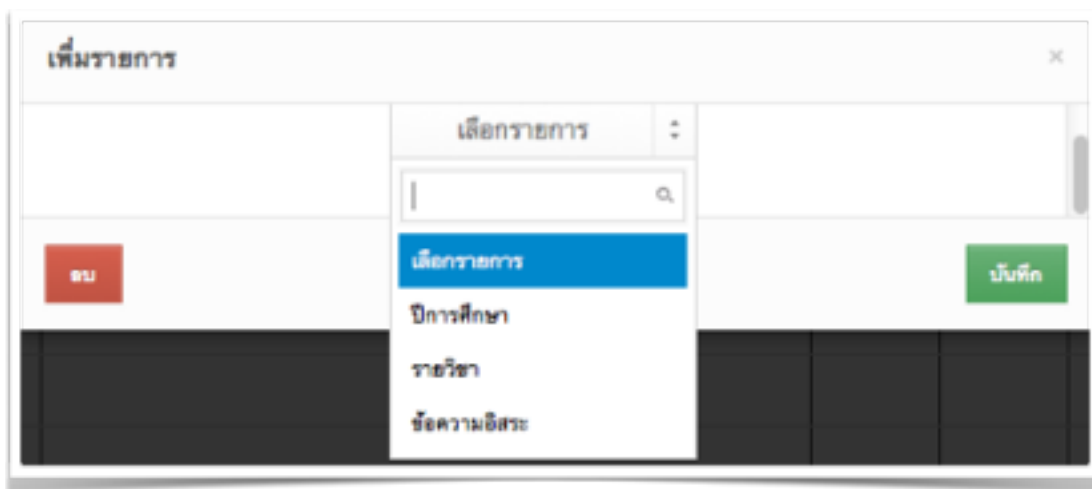 เพิ่มรายการ
เลือกรายการ
เลือกรายการ
ลบ
บันทึก
ปีการศึกษา
รายวิชา
ข้อความอิสระ